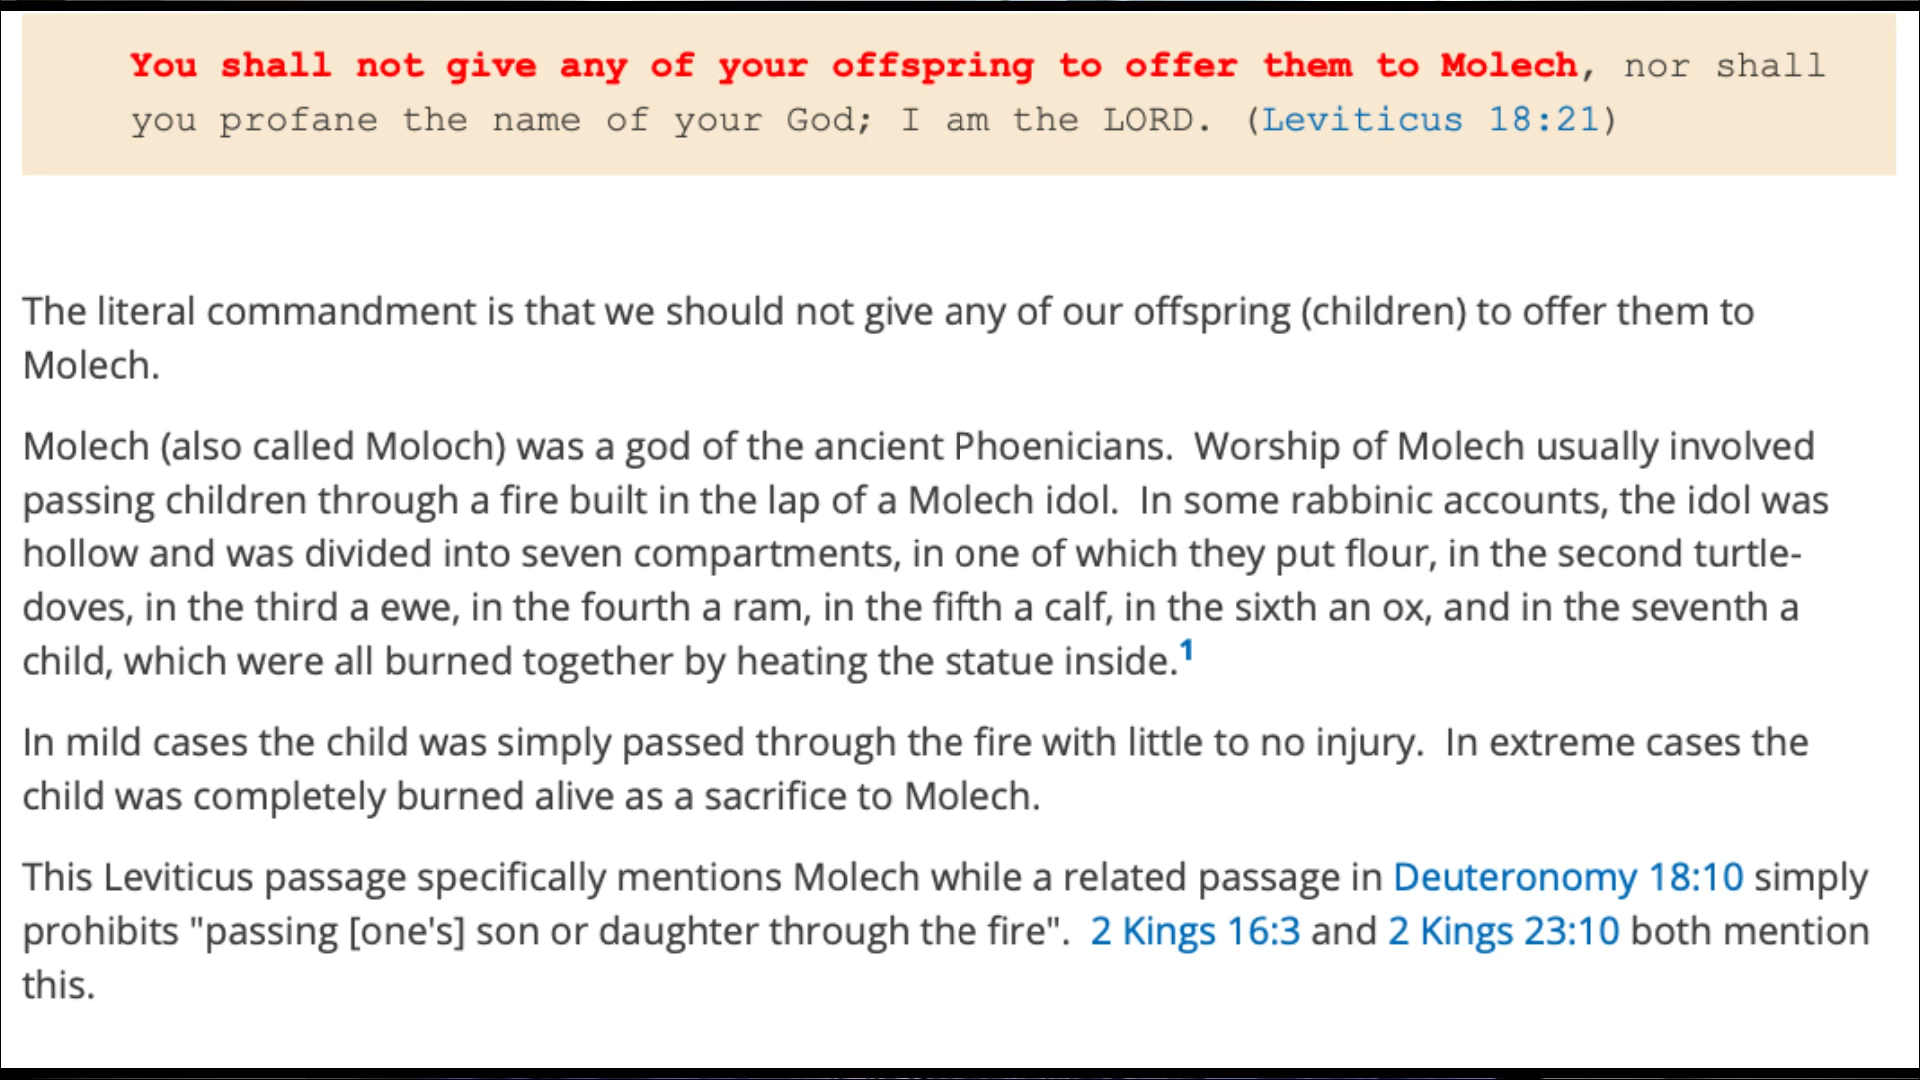 You shall not give any of your offspring to offer them to Molech, nor shall
you profane the name of your God; I am the LORD. (Leviticus 18:21)
The literal commandment is that we should not give any of our offspring (children) to offer them to
Molech.
Molech (also called Moloch) was a god of the ancient Phoenicians.  Worship of Molech usually involved
passing children through a fire built in the lap of a Molech idol.  In some rabbinic accounts, the idol was
hollow and was divided into seven compartments, in one of which they put flour, in the second turtle-
doves, in the third a ewe, in the fourth a ram, in the fifth a calf, in the sixth an ox, and in the seventh a
child, which were all burned together by heating the statue inside.1
In mild cases the child was simply passed through the fire with little to no injury.  In extreme cases the
child was completely burned alive as a sacrifice to Molech.
This Leviticus passage specifically mentions Molech while a related passage in Deuteronomy 18:10 simply
prohibits "passing [one's] son or daughter through the fire".  2 Kings 16:3 and 2 Kings 23:10 both mention
this.